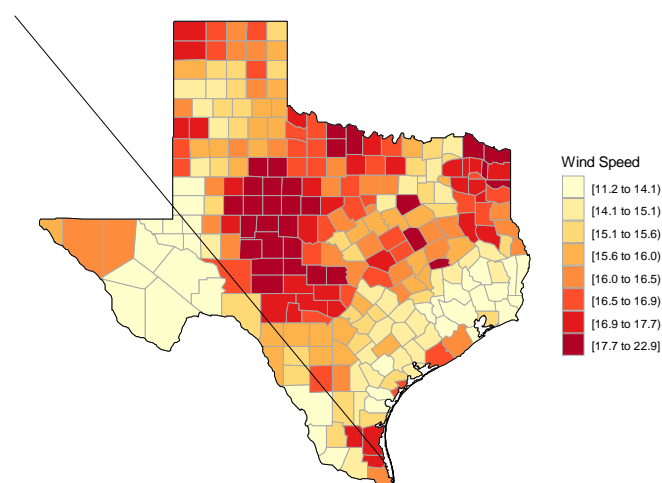 Wind Speed
[11.2 to 14.1)
[14.1 to 15.1)
[15.1 to 15.6)
[15.6 to 16.0)
[16.0 to 16.5)
[16.5 to 16.9)
[16.9 to 17.7)
[17.7 to 22.9]